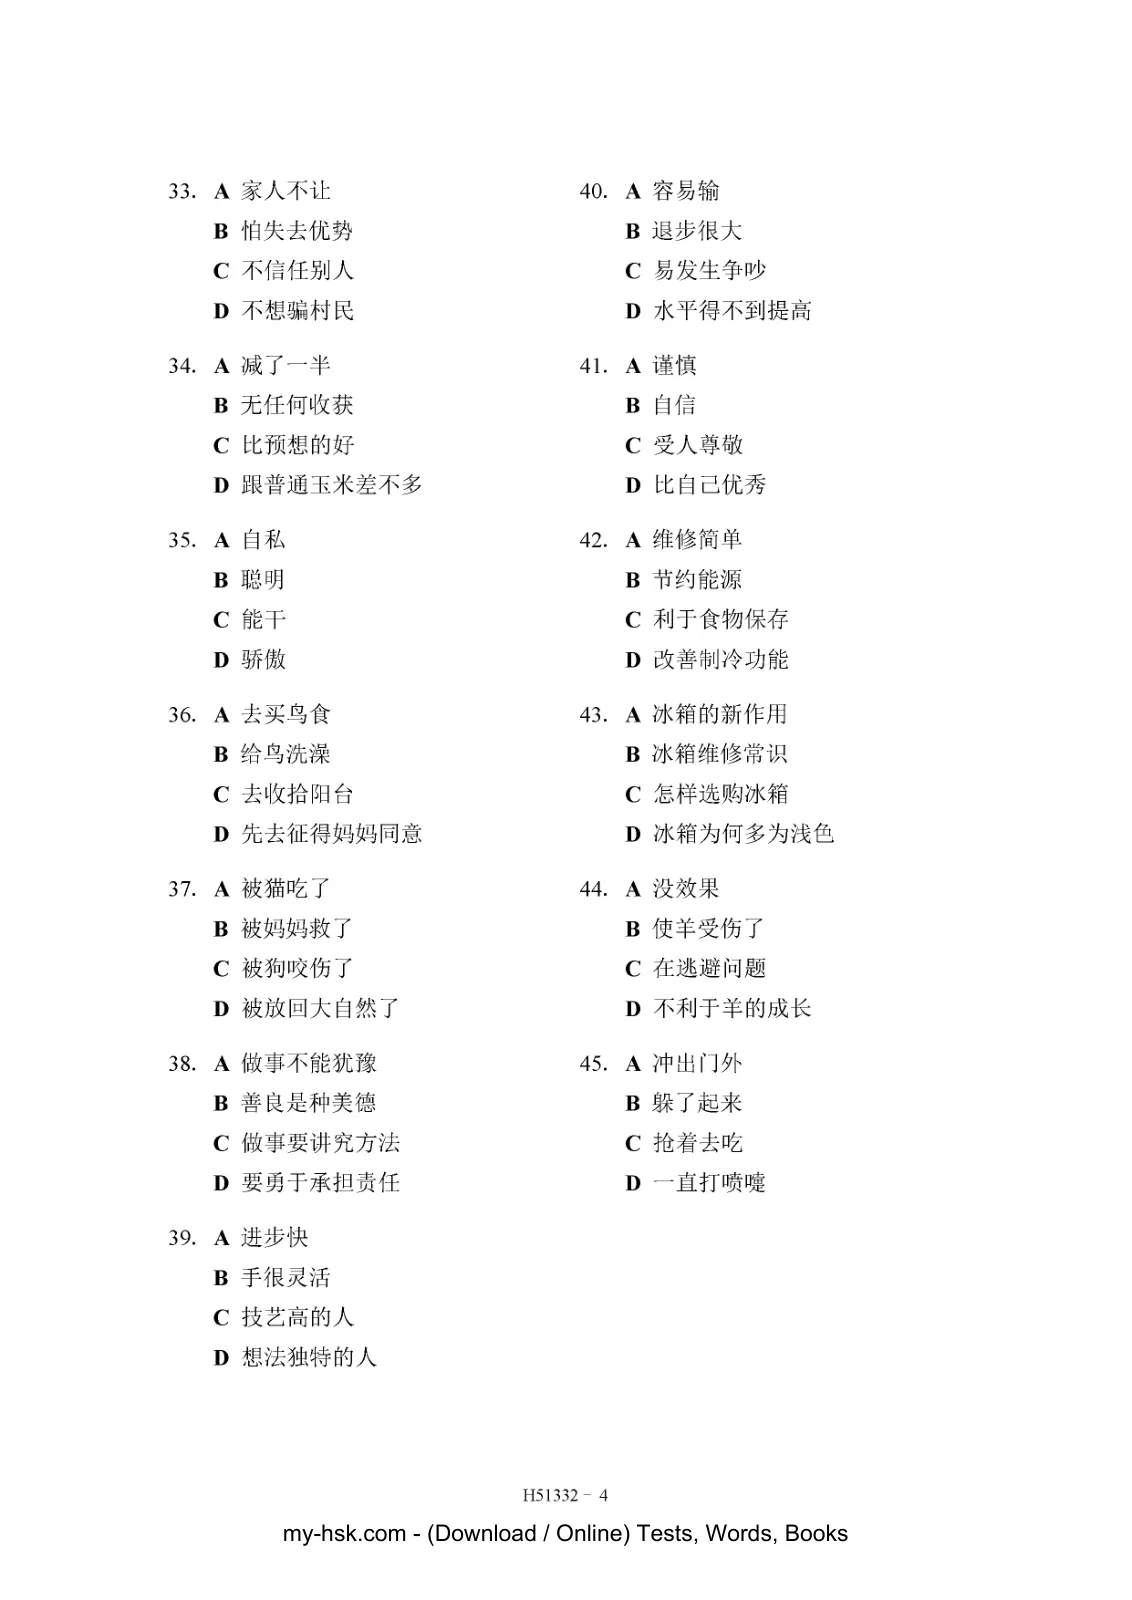 33. A 家人不让
B 怕失去优势
C 不信任别人
D 不想骗村民
34. A 减了一半
B 无任何收获
C 比预想的好
D 跟普通玉米差不多
35. A 自私
B 聪明
C 能干
D 骄傲
36. A 去买鸟食
B 给鸟洗澡
C 去收拾阳台
D 先去征得妈妈同意
37. A 被猫吃了
B 被妈妈救了
C 被狗咬伤了
D 被放回大自然了
38. A 做事不能犹豫
B 善良是种美德
C 做事要讲究方法
D 要勇于承担责任
39. A 进步快
B 手很灵活
C 技艺高的人
D 想法独特的人
40. A 容易输
B 退步很大
C 易发生争吵
D 水平得不到提高
41. A 谨慎
B 自信
C 受人尊敬
D 比自己优秀
42. A 维修简单
B 节约能源
C 利于食物保存
D 改善制冷功能
43. A 冰箱的新作用
B 冰箱维修常识
C 怎样选购冰箱
D 冰箱为何多为浅色
44. A 没效果
B 使羊受伤了
C 在逃避问题
D 不利于羊的成长
45. A 冲出门外
B 躲了起来
C 抢着去吃
D 一直打喷嚏
H51332 - 4
my-hsk.com - (Download / Online) Tests, Words, Books